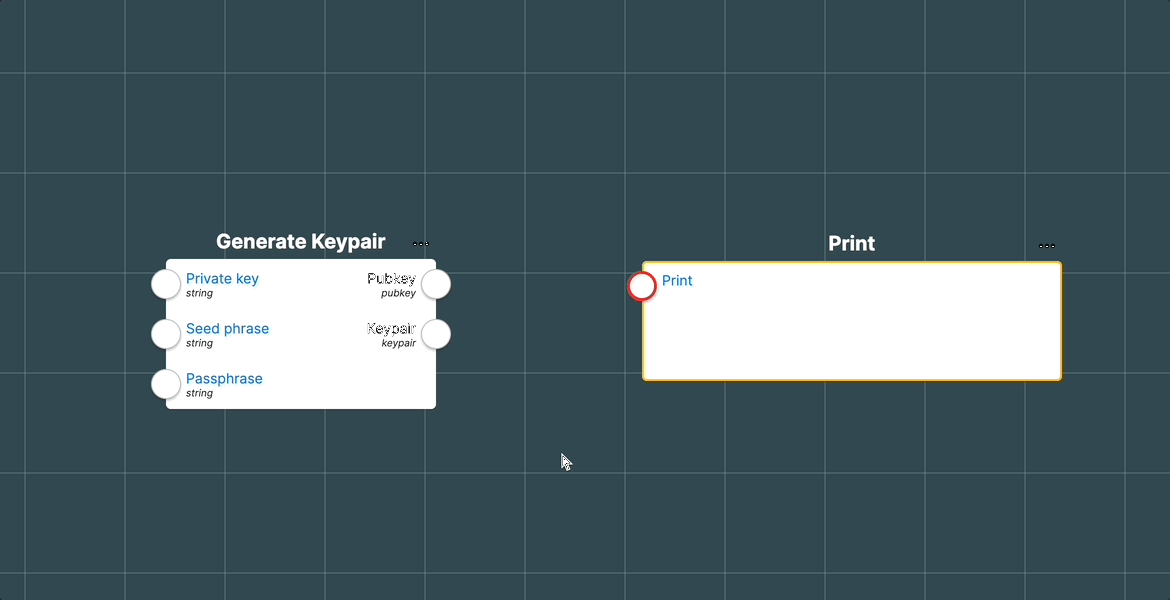 Generate Keypair ...
Private key
string
Pubkey
pubkey
Seed phrase
string
Keypair
keypair
Passphrase
string
Print ...
Print